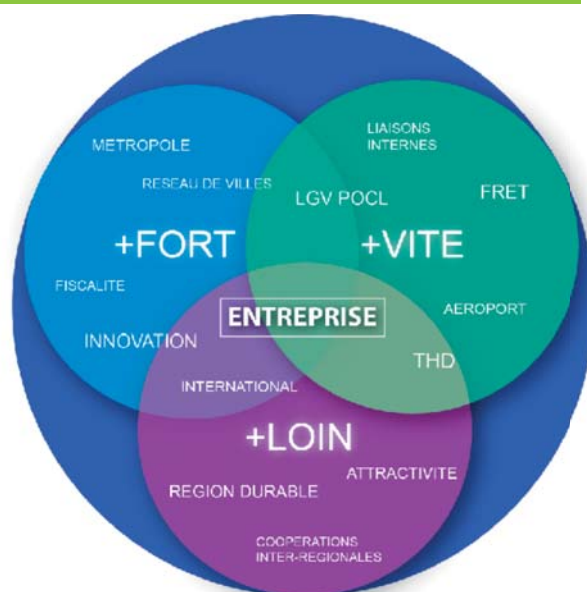 METROPOLE
LIAISONS
INTERNES
RESEAU DE VILLES
LGV POCL
FRET
+FORT
+VITE
FISCALITE
ENTREPRISE
AEROPORT
INNOVATION
THD
INTERNATIONAL
+LOIN
ATTRACTIVITE
REGION DURABLE
COOPERATIONS
INTER-REGIONALES